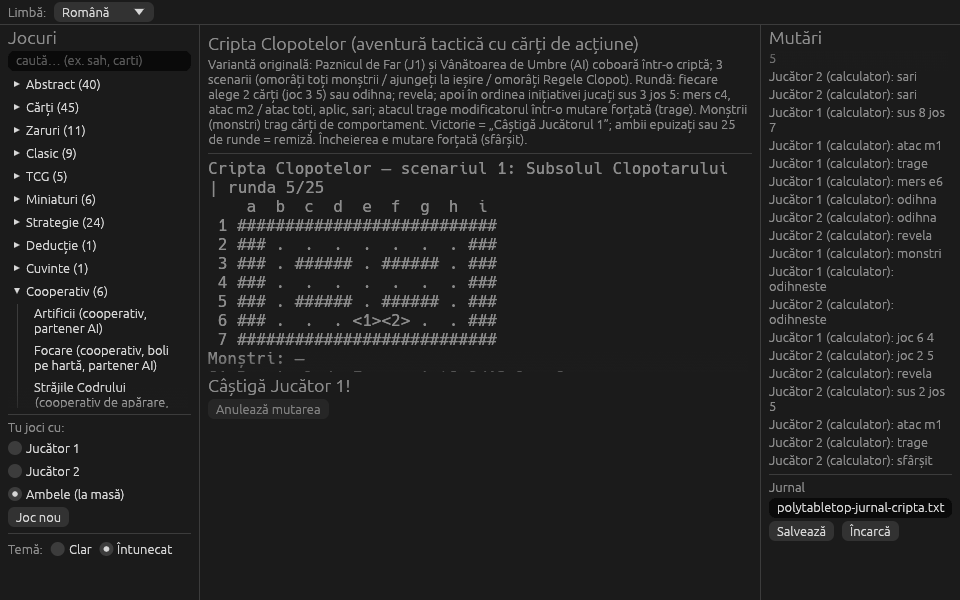 Limbă: Română
Jocuri
caută... (ex. sah, carti)
Abstract (40)
Cărți (45)
Zaruri (11)
Clasic (9)
TCG (5)
Miniaturi (6)
Strategie (24)
Deducție (1)
Cuvinte (1)
Cooperativ (6)
Artificii (cooperativ,
partener AI)
Focare (cooperativ, boli
pe hartă, partener AI)
Străjile Codrului
(cooperativ de apărare,
Tu joci cu:
Jucător 1
Jucător 2
Ambele (la masă)
Joc nou
Temă: Clar Întunecat
Cripta Clopotelor (aventură tactică cu cărți de acțiune)
Variantă originală: Paznicul de Far (J1) și Vânătoarea de Umbre (AI) coboară într-o criptă; 3
scenarii (omorâți toți monștrii / ajungeți la ieșire / omorâți Regele Clopot). Rundă: fiecare
alege 2 cărți (joc 3 5) sau odihna; revela; apoi în ordinea inițiativei jucați sus 3 jos 5: mers c4,
atac m2 / atac toti, aplic, sari; atacul trage modificatorul într-o mutare forțată (trage). Monștrii
(monstri) trag cărți de comportament. Victorie = „Câștigă Jucătorul 1”; ambii epuizați sau 25
de runde = remiză. Încheierea e mutare forțată (sfârșit).
Cripta Clopotelor — scenariul 1: Subsolul Clopotarului
| runda 5/25
a b c d e f g h i
1 ###########################
2 ### . . . . . . . ###
3 ### . ###### . ###### . ###
4 ### . . . . . . . ###
5 ### . ###### . ###### . ###
6 ### . . . <1><2> . . ###
7 ###########################
Monștri: —
Câștigă Jucător 1!
Anulează mutarea
Mutări
5
Jucător 2 (calculator): sari
Jucător 2 (calculator): sari
Jucător 1 (calculator): sus 8 jos
7
Jucător 1 (calculator): atac m1
Jucător 1 (calculator): trage
Jucător 1 (calculator): mers e6
Jucător 1 (calculator): odihna
Jucător 2 (calculator): odihna
Jucător 2 (calculator): revela
Jucător 2 (calculator): monstri
Jucător 1 (calculator):
odihneste
Jucător 2 (calculator):
odihneste
Jucător 1 (calculator): joc 6 4
Jucător 2 (calculator): joc 2 5
Jucător 2 (calculator): revela
Jucător 2 (calculator): sus 2 jos
5
Jucător 2 (calculator): atac m1
Jucător 2 (calculator): trage
Jucător 2 (calculator): sfârșit
Jurnal
polytabletop-jurnal-cripta.txt
Salvează Încarcă